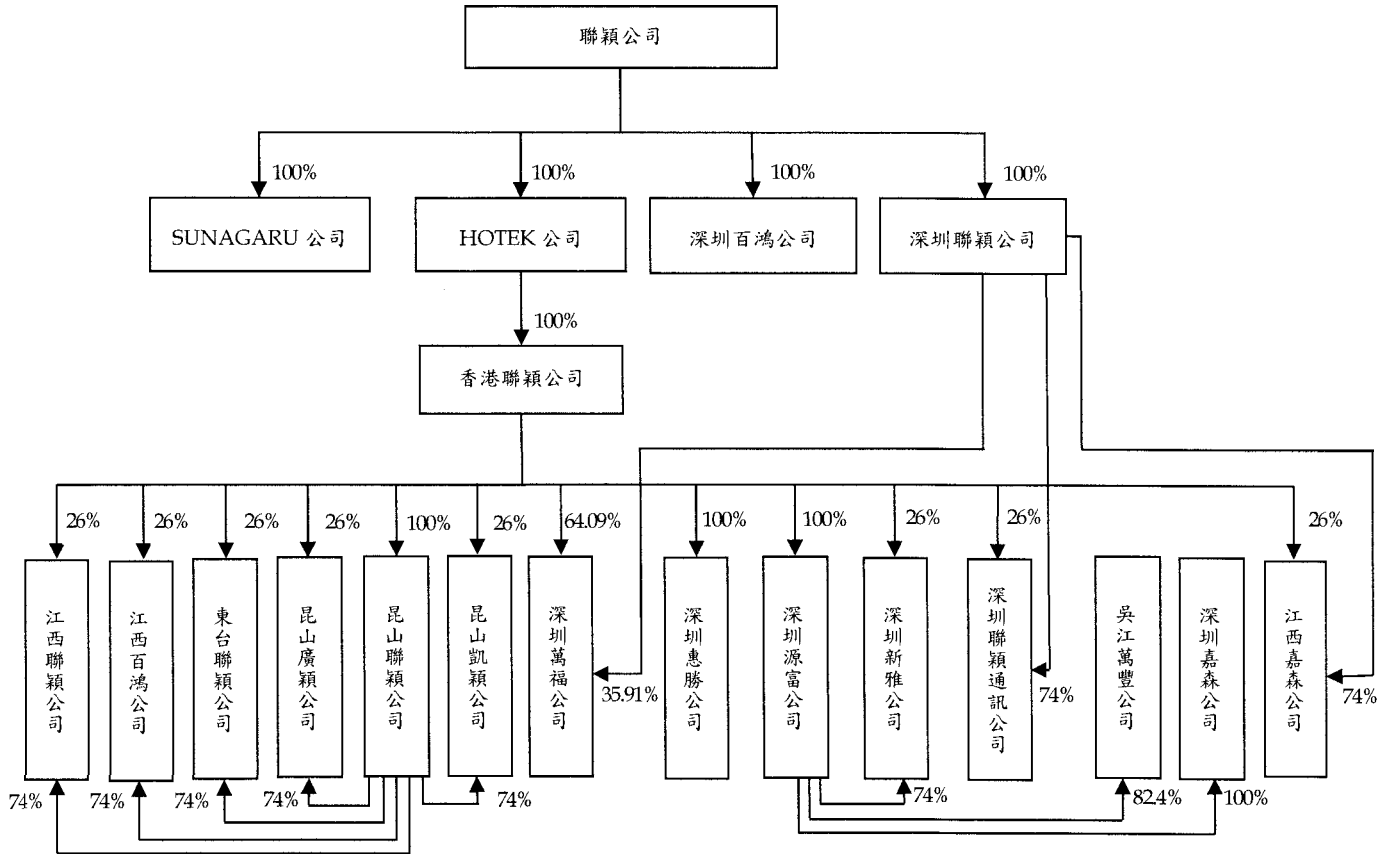 聯穎公司
100%
100%
100%
100%
SUNAGARU 公司
HOTEK 公司
深圳百鴻公司
深圳聯穎公司
100%
香港聯穎公司
26%
26%
26%
26%
100%
26%
64.09%
100%
100%
26%
26%
26%
江西聯穎公司
江西百鴻公司
東台聯穎公司
昆山廣穎公司
昆山聯穎公司
昆山凱穎公司
深圳萬福公司
深圳惠勝公司
深圳源富公司
深圳新雅公司
深圳聯穎通訊公司
吳江萬豐公司
深圳嘉森公司
江西嘉森公司
35.91%
74%
74%
74%
74%
74%
74%
74%
74%
82.4%
100%